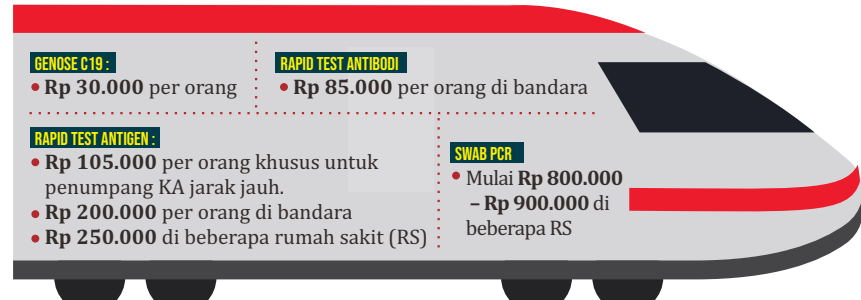 GENOSE C19 :
• Rp 30.000 per orang
RAPID TEST ANTIBODI
• Rp 85.000 per orang di bandara
RAPID TEST ANTIGEN :
• Rp 105.000 per orang khusus untuk
penumpang KA jarak jauh.
• Rp 200.000 per orang di bandara
• Rp 250.000 di beberapa rumah sakit (RS)
SWAB PCR
• Mulai Rp 800.000
– Rp 900.000 di
beberapa RS